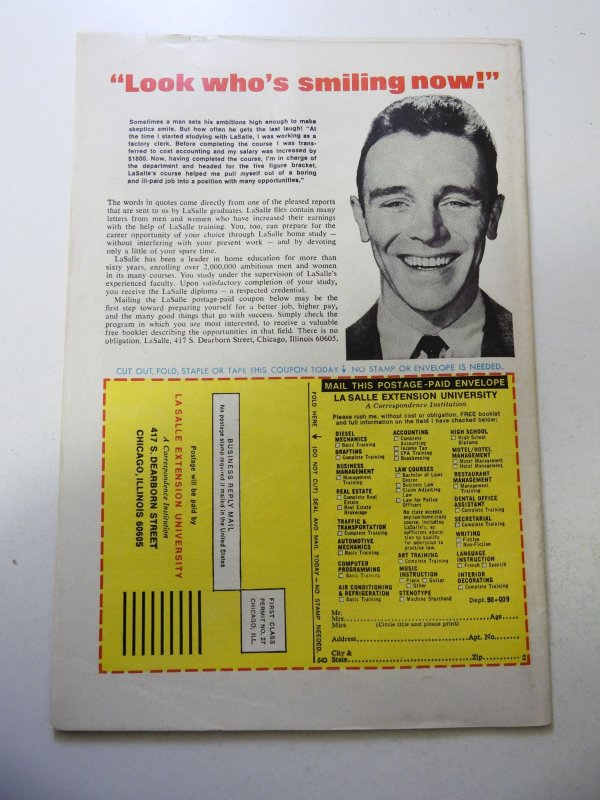 “Look who’s smiling now!”
Sometimes a man sets his ambitions high enough to make
skeptics smile. But how often he gets the last laugh! “At
the time I started studying with LaSalle, I was working as a
factory clerk. Before completing the course I was trans-
ferred to cost accounting and my salary was increased by
$1600. Now, having completed the course, I’m in charge of
the department and headed for the five figure bracket.
LaSalle’s course helped me pull myself out of a boring
and ill-paid job into a position with many opportunities.”
The words in quotes come directly from one of the pleased reports
that are sent to us by LaSalle graduates. LaSalle files contain many
letters from men and women who have increased their earnings
with the help of LaSalle training. You, too, can prepare for the
career opportunity of your choice through LaSalle home study —
without interfering with your present work — and by devoting
only a little of your spare time.
LaSalle has been a leader in home education for more than
sixty years, enrolling over 2,000,000 ambitious men and women
in its many courses. You study under the supervision of LaSalle’s
experienced faculty. Upon satisfactory completion of your study,
you receive the LaSalle diploma — a respected credential.
Mailing the LaSalle postage-paid coupon below may be the
first step toward preparing yourself for a better job, higher pay,
and the many good things that go with success. Simply check the
program in which you are most interested, to receive a valuable
free booklet describing the opportunities in that field. There is no
obligation. LaSalle, 417 S. Dearborn Street, Chicago, Illinois 60605.
CUT OUT, FOLD, STAPLE OR TAPE THIS COUPON TODAY NO STAMP OR ENVELOPE IS NEEDED.
BUSINESS REPLY MAIL
No postage stamp required if mailed in the United States
FIRST CLASS
PERMIT NO. 27
CHICAGO, ILL.
Postage will be paid by
LA SALLE EXTENSION UNIVERSITY
A Correspondence Institution
417 S. DEARBORN STREET
CHICAGO, ILLINOIS 60605
FOLD HERE (DO NOT CUT) SEAL AND MAIL TODAY — NO STAMP NEEDED.
540
MAIL THIS POSTAGE-PAID ENVELOPE
LA SALLE EXTENSION UNIVERSITY
A Correspondence Institution
Please rush me, without cost or obligation, FREE booklet
and full information on the field I have checked below:
DIESEL
MECHANICS
Basic Training
DRAFTING
Complete Training
BUSINESS
MANAGEMENT
Management
Training
REAL ESTATE
Complete Real
Estate
Real Estate
Brokerage
TRAFFIC &
TRANSPORTATION
Complete Training
AUTOMOTIVE
MECHANICS
Basic Training
COMPUTER
PROGRAMMING
Basic Training
AIR CONDITIONING
& REFRIGERATION
Basic Training
ACCOUNTING
Complete
Accounting
Income Tax
CPA Training
Bookkeeping
LAW COURSES
Bachelor of Laws
Degree
Business Law
Claim Adjusting
Law
Law for Police
Officers
No state accepts
any law home study
course, including
LaSalle's, as
sufficient educa-
tion to qualify
for admission to
practice law.
ART TRAINING
Complete Training
MUSIC
INSTRUCTION
Piano Guitar
Other
STENOTYPE
Machine Shorthand
HIGH SCHOOL
High School
Diploma
MOTEL/HOTEL
MANAGEMENT
Motel Management
Hotel Management
RESTAURANT
MANAGEMENT
Management
Training
DENTAL OFFICE
ASSISTANT
Complete Training
SECRETARIAL
Complete Training
WRITING
Fiction
Non-Fiction
LANGUAGE
INSTRUCTION
French Spanish
INTERIOR
DECORATING
Complete Training
Dept. 90-009
Mr.
Mrs. Age
Miss (Circle title and please print)
Address Apt. No.
City &
State Zip 2